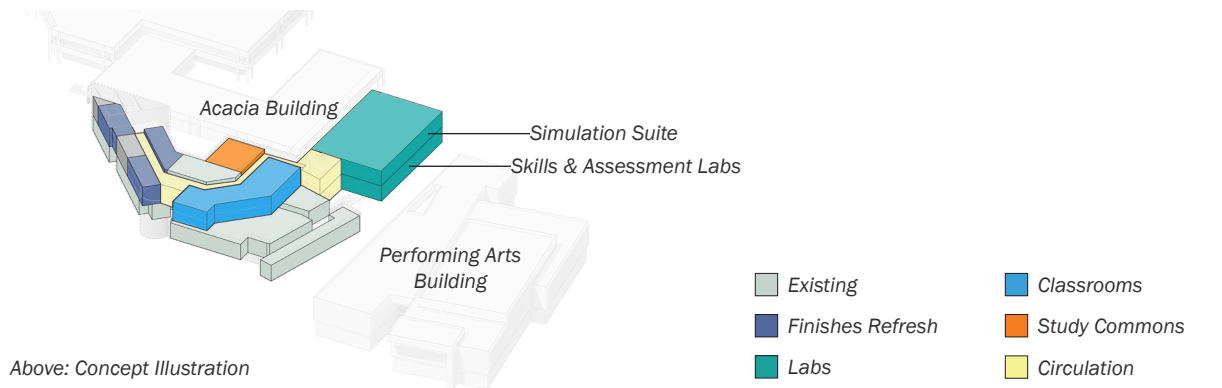 Acacia Building
Simulation Suite
Skills & Assessment Labs
Performing Arts
Building
Existing
Classrooms
Finishes Refresh
Study Commons
Labs
Circulation
Above: Concept Illustration